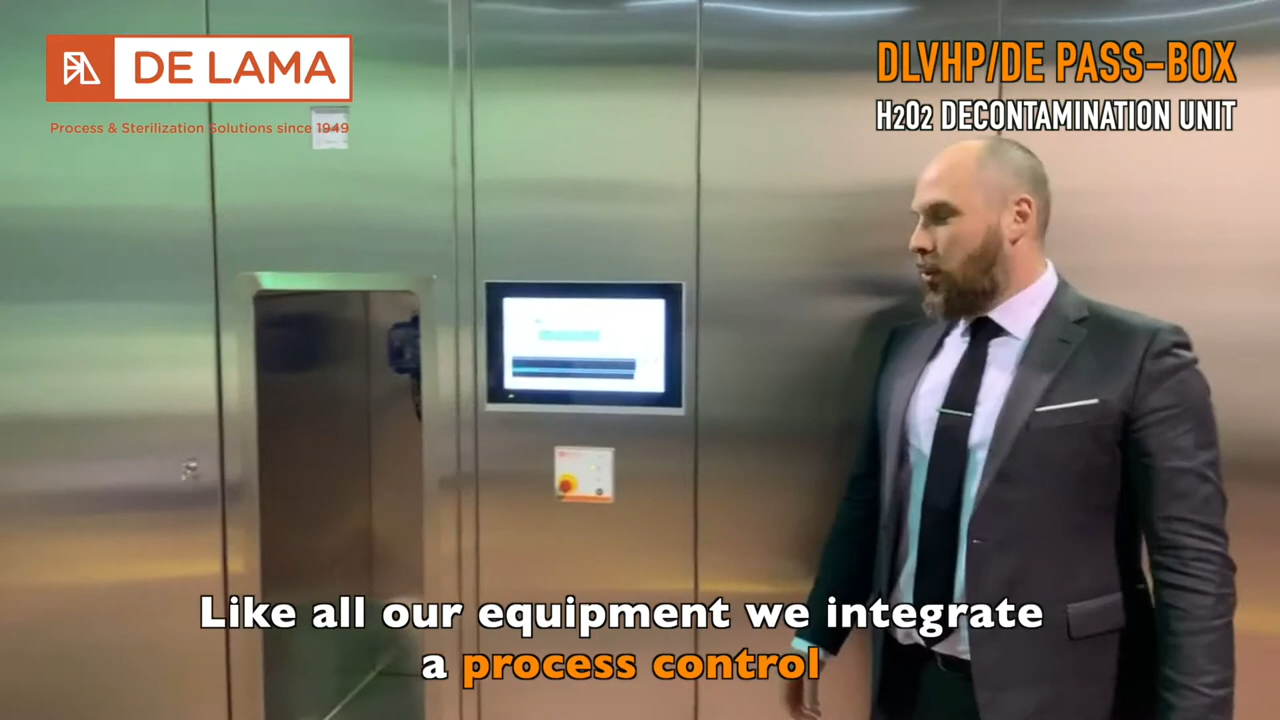 DE LAMA
Process & Sterilization Solutions since 1949
DLVHP/DE PASS-BOX
H2O2 DECONTAMINATION UNIT
Like all our equipment we integrate
a process control